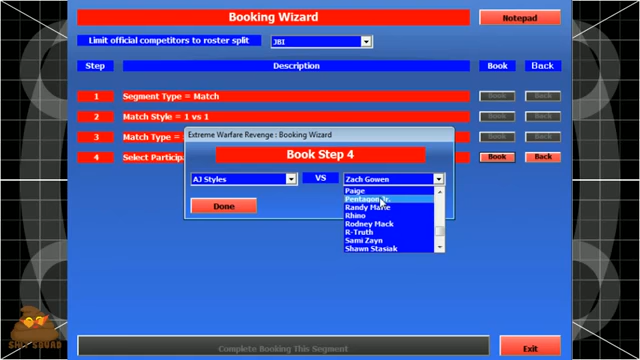 Booking Wizard
Notepad
Limit official competitors to roster split
JBI
Step
Description
Book
Back
1
Segment Type = Match
Book
Back
2
Match Style = 1 vs 1
Book
Back
3
Match Type =
Book
Back
4
Select Particip
Book
Back
Extreme Warfare Revenge : Booking Wizard
Book Step 4
AJ Styles
VS
Zach Gowen
Paige
Pentagon Jr.
Randy
Rhino
Rodney Mack
R-Truth
Sami Zayn
Shawn Stasiak
Done
SHIT SQUAD
Complete Booking This Segment
Exit